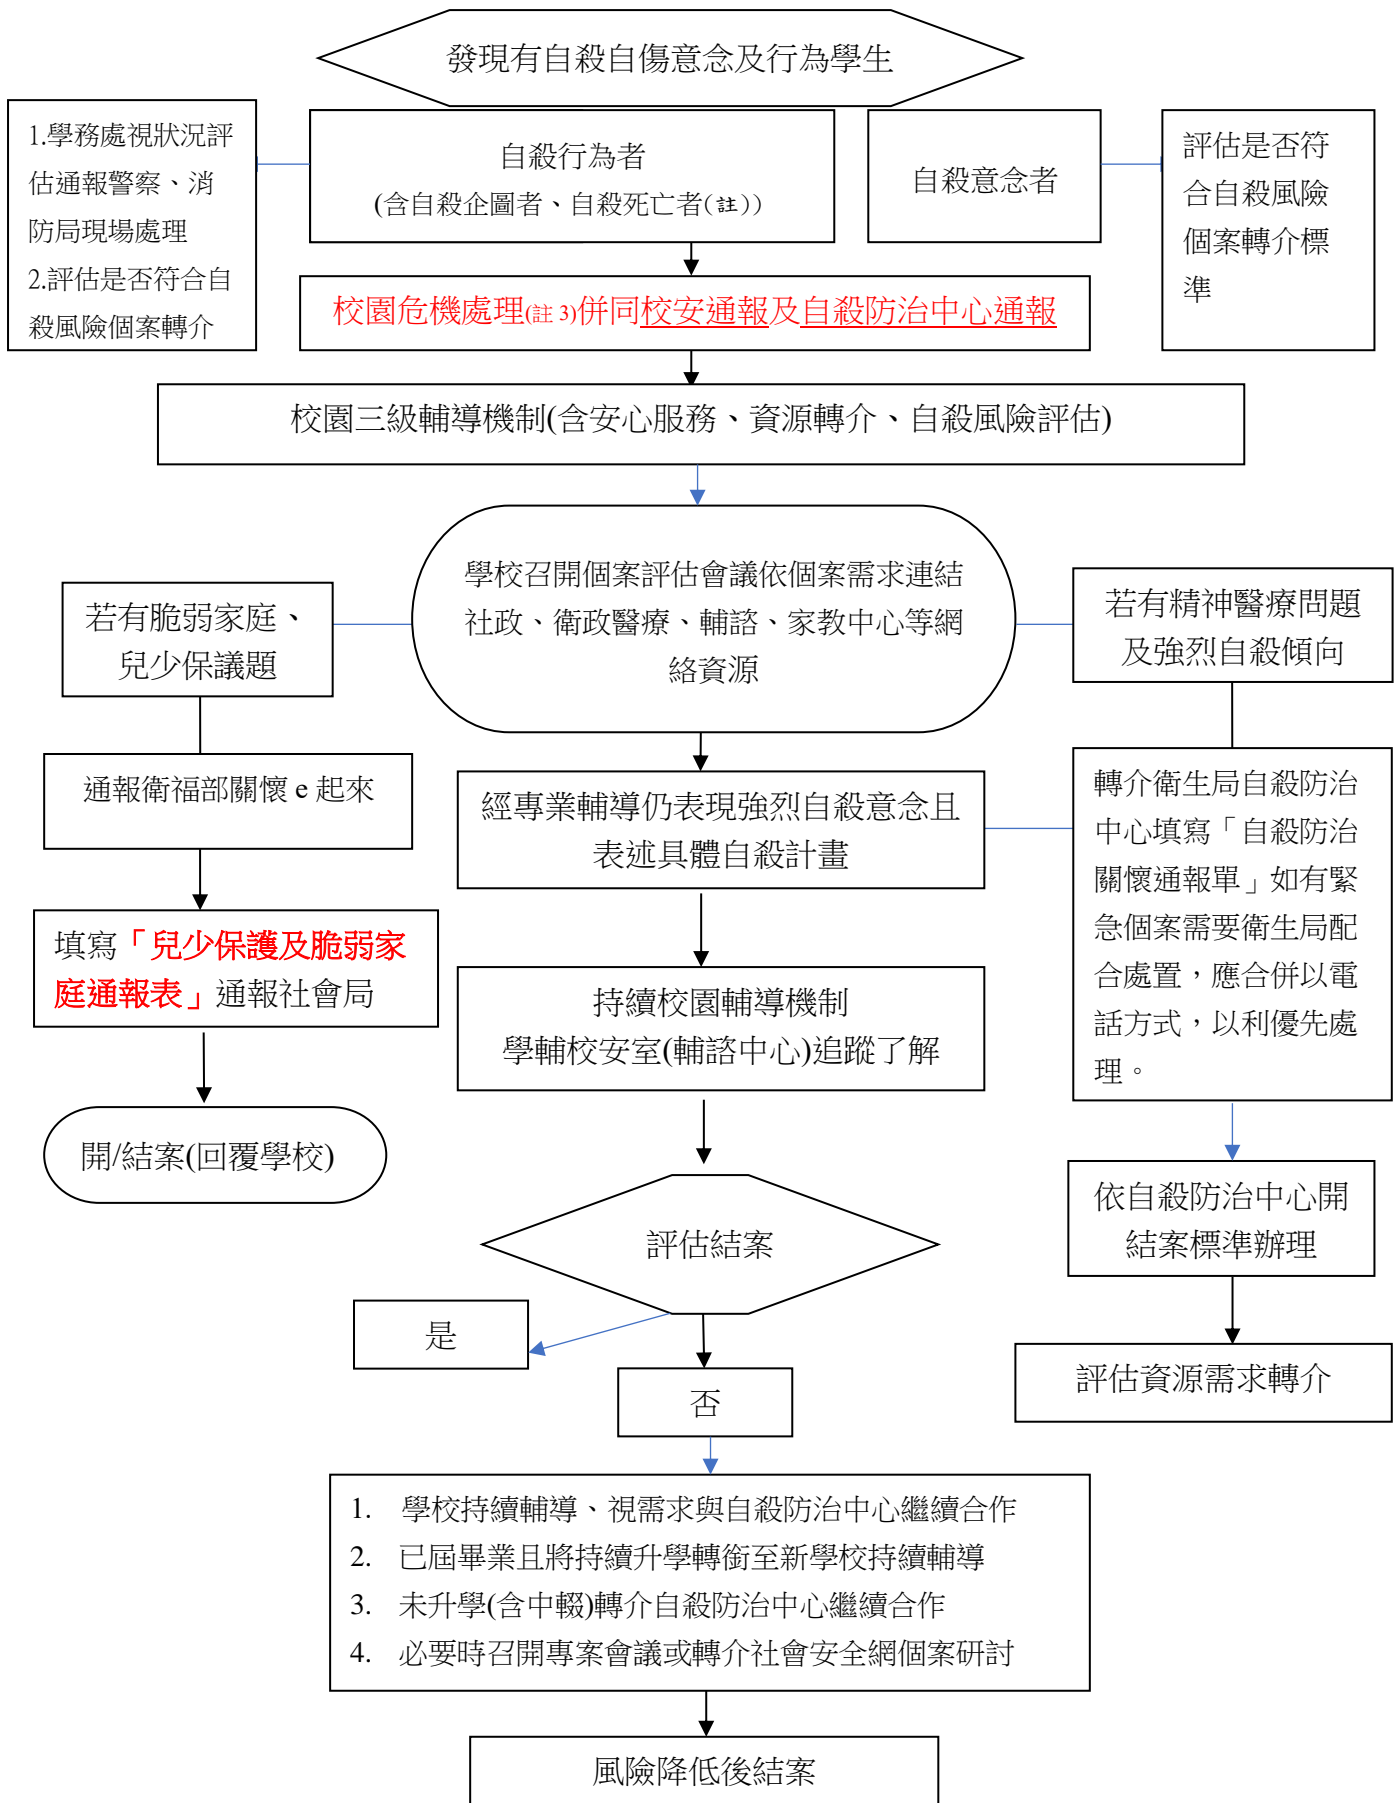 發現有自殺自傷意念及行為學生
1.學務處視狀況評
估通報警察、消
防局現場處理
2.評估是否符合自
殺風險個案轉介
自殺行為者
(含自殺企圖者、自殺死亡者(註))
自殺意念者
評估是否符
合自殺風險
個案轉介標
準
校園危機處理(註 3)併同校安通報及自殺防治中心通報
校園三級輔導機制(含安心服務、資源轉介、自殺風險評估)
學校召開個案評估會議依個案需求連結
社政、衛政醫療、輔諮、家教中心等網
絡資源
若有脆弱家庭、
兒少保議題
若有精神醫療問題
及強烈自殺傾向
通報衛福部關懷 e 起來
經專業輔導仍表現強烈自殺意念且
表述具體自殺計畫
轉介衛生局自殺防治
中心填寫「自殺防治
關懷通報單」如有緊
急個案需要衛生局配
合處置，應合併以電
話方式，以利優先處
理。
填寫「兒少保護及脆弱家
庭通報表」通報社會局
持續校園輔導機制
學輔校安室(輔諮中心)追蹤了解
開/結案(回覆學校)
依自殺防治中心開
結案標準辦理
評估結案
是
否
評估資源需求轉介
1. 學校持續輔導、視需求與自殺防治中心繼續合作
2. 已屆畢業且將持續升學轉銜至新學校持續輔導
3. 未升學(含中輟)轉介自殺防治中心繼續合作
4. 必要時召開專案會議或轉介社會安全網個案研討
風險降低後結案